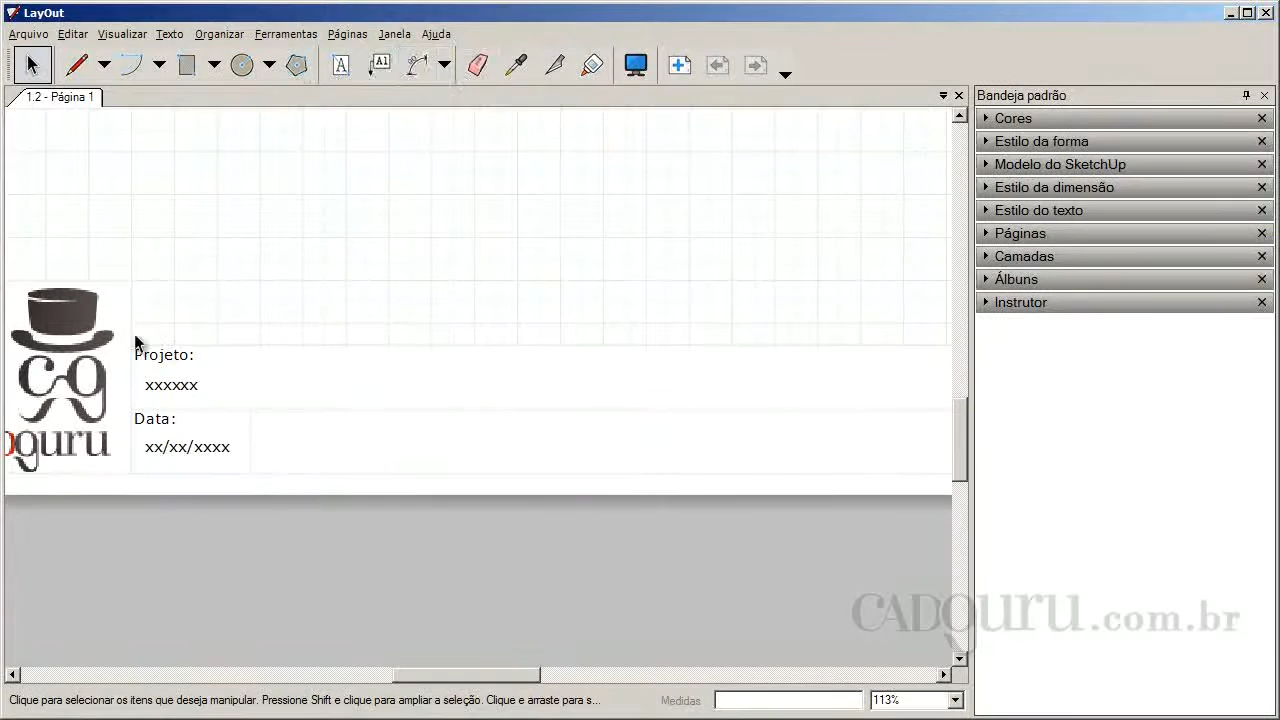 LayOut
Arquivo Editar Visualizar Texto Organizar Ferramentas Páginas Janela Ajuda
A A1
1.2 - Página 1
Bandeja padrão
Cores
Estilo da forma
Modelo do SketchUp
Estilo da dimensão
Estilo do texto
Páginas
Camadas
Álbuns
Instrutor
cg
guru
Projeto:
xxxxxx
Data:
xx/xx/xxxx
CADguru.com.br
Clique para selecionar os itens que deseja manipular. Pressione Shift e clique para ampliar a seleção. Clique e arraste para s...
Medidas
113%